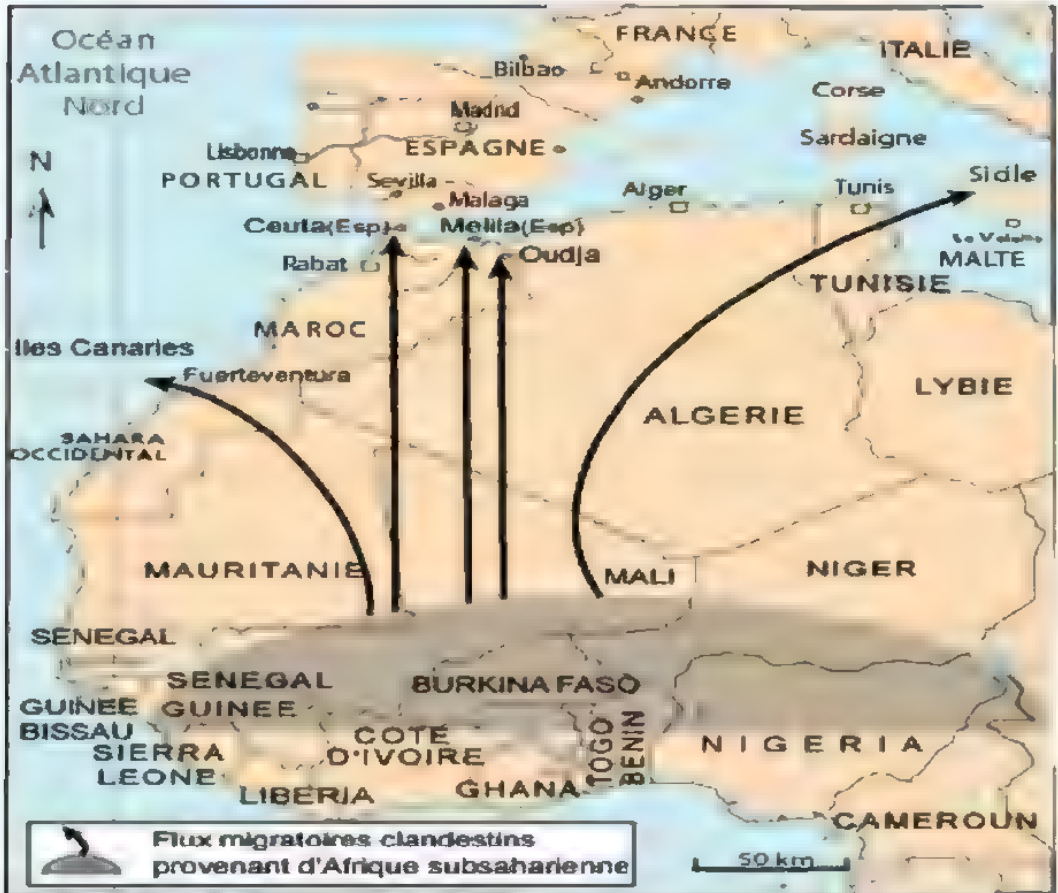 Océan
Atlantique
Nord
FRANCE
ITALIE
Bilbao
Andorra
Corse
Madrid
Sardaigne
N
Lisbonne
ESPAGNE
PORTUGAL
Sevilla
Alger
Tunis
Sidle
Malaga
Ceuta(Esp)
Melita(Esp)
Rabat
Oudja
MALTE
TUNISIE
MAROC
Iles Canaries
Fuerteventura
LYBIE
ALGERIE
SAHARA
OCCIDENTAL
MAURITANIE
MALI
NIGER
SENEGAL
SENEGAL
BURKINA FASO
GUINEE
BISSAU
GUINEE
SIERRA
LEONE
COTE
D'IVOIRE
TOGO
BENIN
NIGERIA
LIBERIA
GHANA
CAMEROUN
Flux migratoires clandestins
provenant d'Afrique subsaharienne
50 km